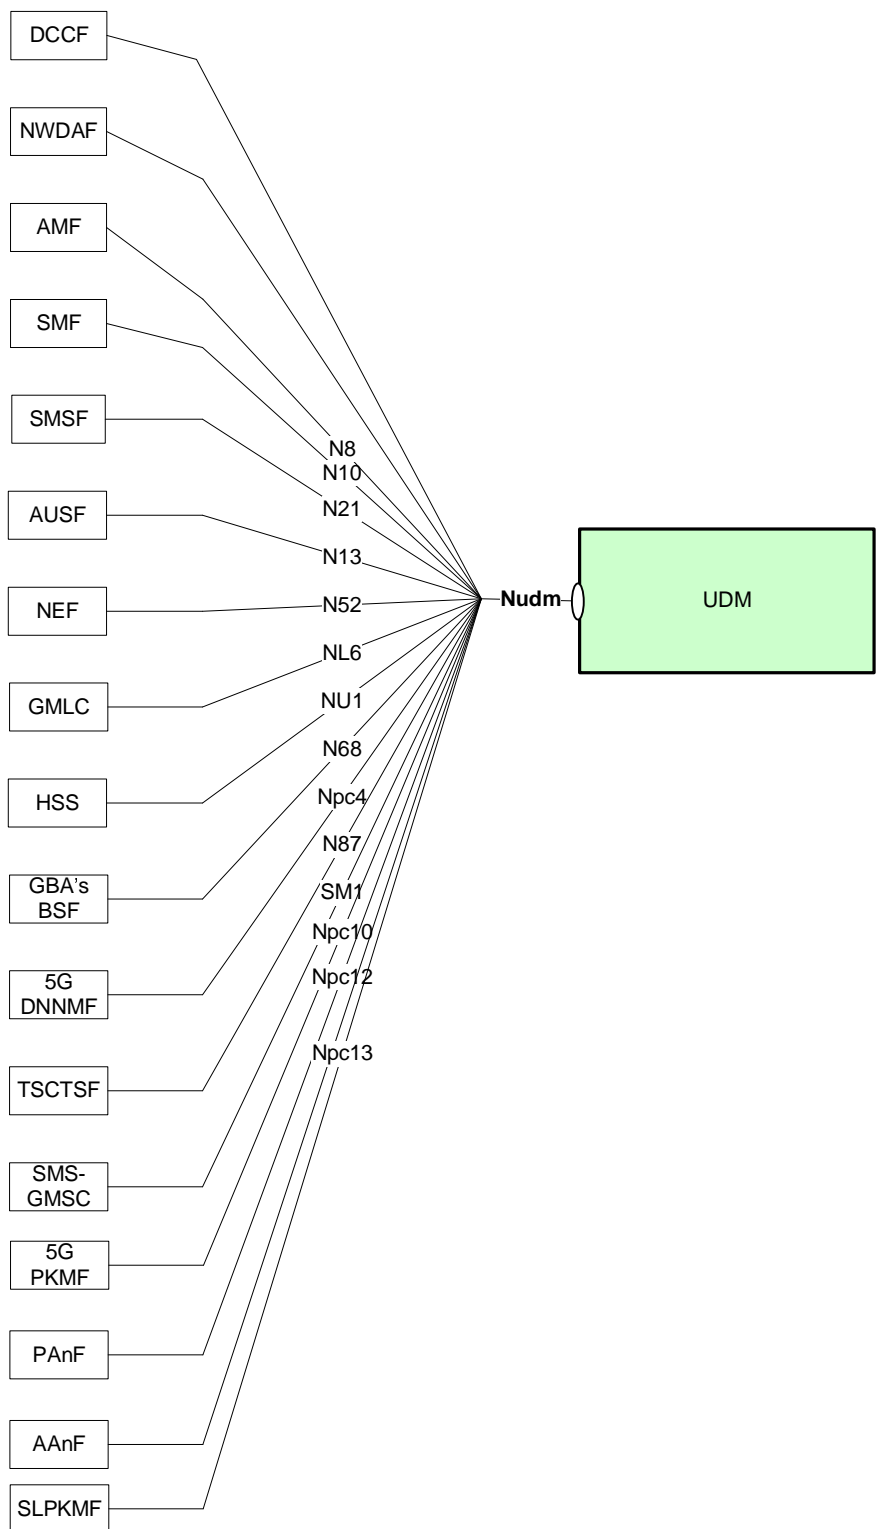 DCCF
NWDAF
AMF
SMF
SMSF
AUSF
NEF
GMLC
HSS
GBA's
BSF
5G
DNNMF
TSCTSF
SMS-
GMSC
5G
PKMF
PAnF
AAnF
SLPKMF
N8
N10
N21
N13
N52
NL6
NU1
N68
Npc4
N87
SM1
Npc10
Npc12
Npc13
Nudm
UDM